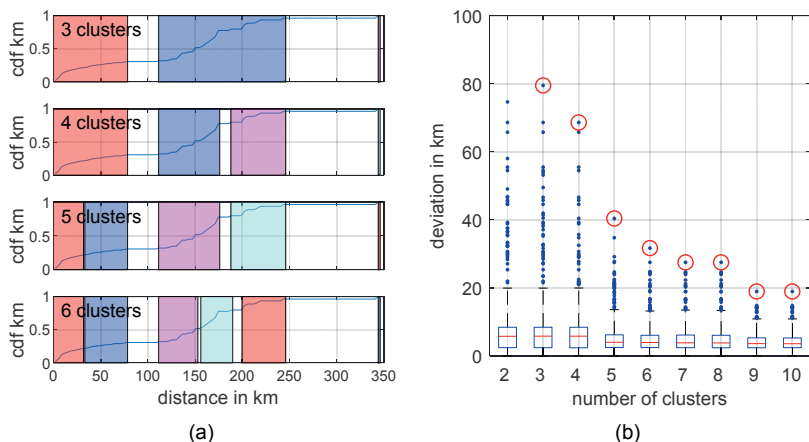 cdf km
1
0.5
0
3 clusters
cdf km
1
0.5
0
4 clusters
cdf km
1
0.5
0
5 clusters
cdf km
1
0.5
0
6 clusters
0 50 100 150 200 250 300 350
distance in km
(a)
deviation in km
100
80
60
40
20
0
2 3 4 5 6 7 8 9 10
number of clusters
(b)